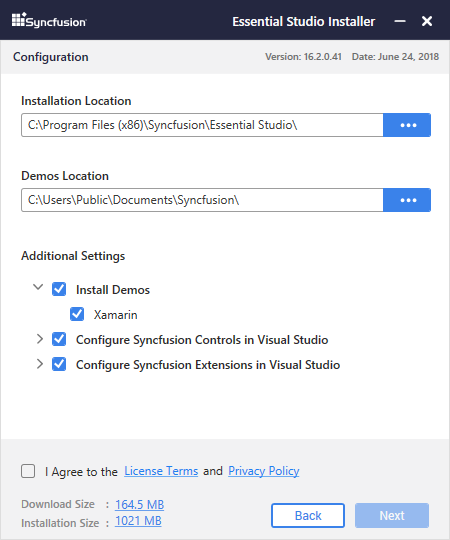 Syncfusion Essential Studio Installer
Configuration Version: 16.2.0.41 Date: June 24, 2018
Installation Location
C:\Program Files (x86)\Syncfusion\Essential Studio\
Demos Location
C:\Users\Public\Documents\Syncfusion\
Additional Settings
Install Demos
Xamarin
Configure Syncfusion Controls in Visual Studio
Configure Syncfusion Extensions in Visual Studio
I Agree to the License Terms and Privacy Policy
Download Size : 164.5 MB
Installation Size : 1021 MB
Back Next